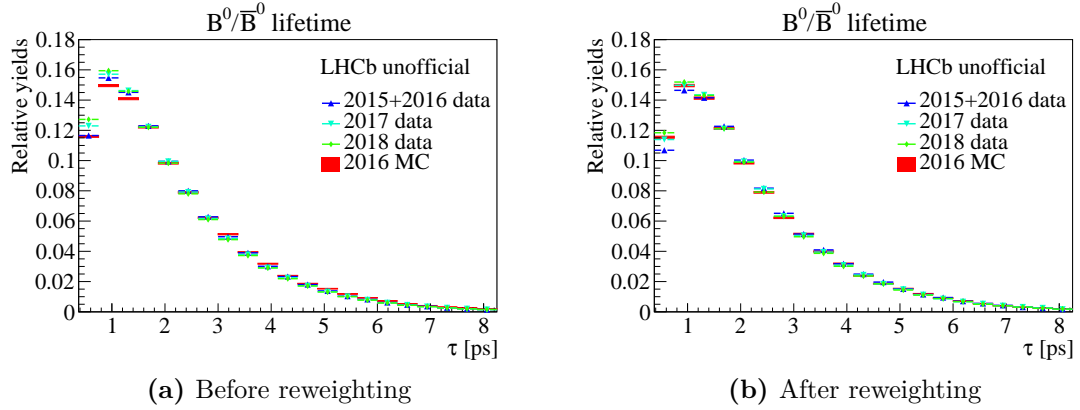 B⁰/B̅⁰ lifetime
Relative yields
0.18
0.16
0.14
0.12
0.1
0.08
0.06
0.04
0.02
0
LHCb unofficial
2015+2016 data
2017 data
2018 data
2016 MC
1 2 3 4 5 6 7 8
τ [ps]
(a) Before reweighting
B⁰/B̅⁰ lifetime
Relative yields
0.18
0.16
0.14
0.12
0.1
0.08
0.06
0.04
0.02
0
LHCb unofficial
2015+2016 data
2017 data
2018 data
2016 MC
1 2 3 4 5 6 7 8
τ [ps]
(b) After reweighting